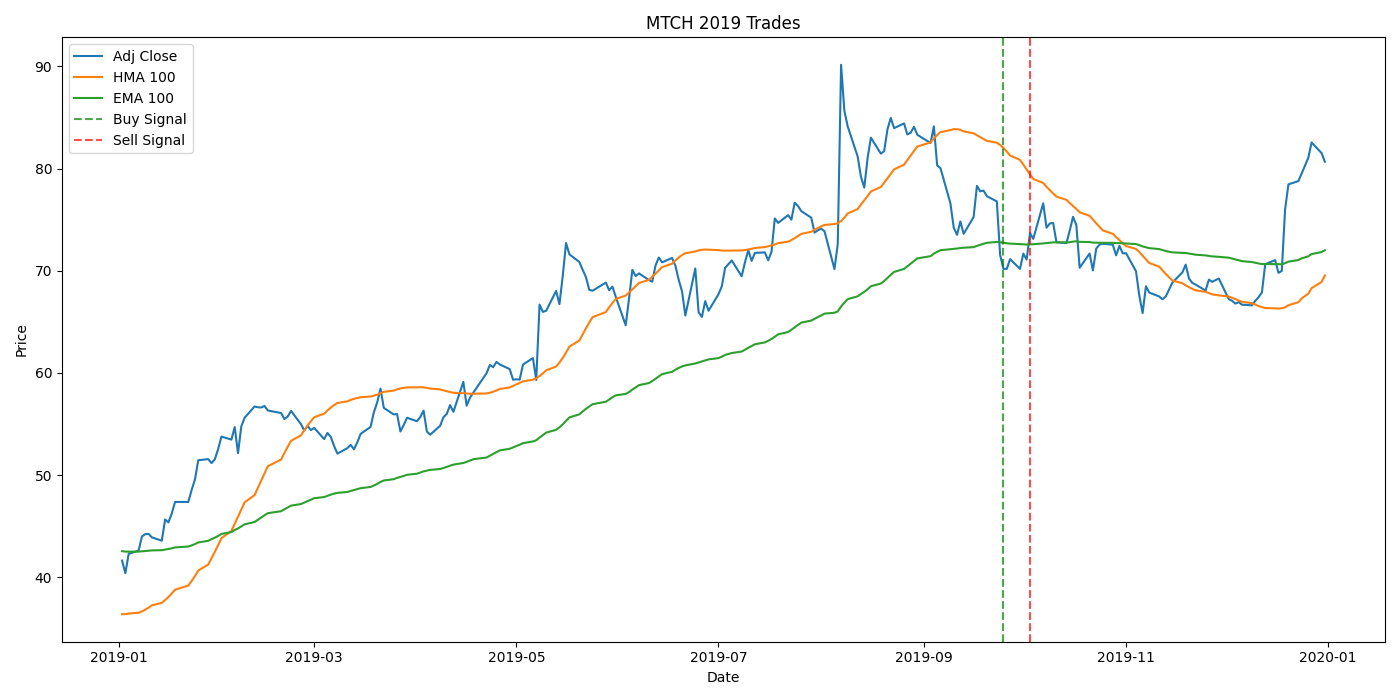 MTCH 2019 Trades
Adj Close
HMA 100
EMA 100
Buy Signal
Sell Signal
Price
90
80
70
60
50
40
2019-01
2019-03
2019-05
2019-07
2019-09
2019-11
2020-01
Date